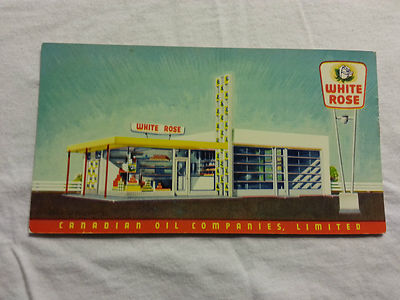 WHITE ROSE
WHITE
ROSE
CANADIAN OIL COMPANIES, LIMITED